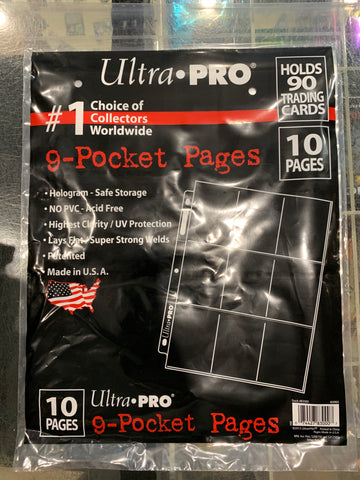 Ultra•PRO®
HOLDS
90
TRADING
CARDS
#1 Choice of
Collectors
Worldwide
10
PAGES
9-Pocket Pages
• Hologram - Safe Storage
• NO PVC - Acid Free
• Highest Clarity / UV Protection
• Lays Flat / Super Strong Welds
• Patented
Made in U.S.A.
Ultra•PRO
10
PAGES
Ultra•PRO®
9-Pocket Pages